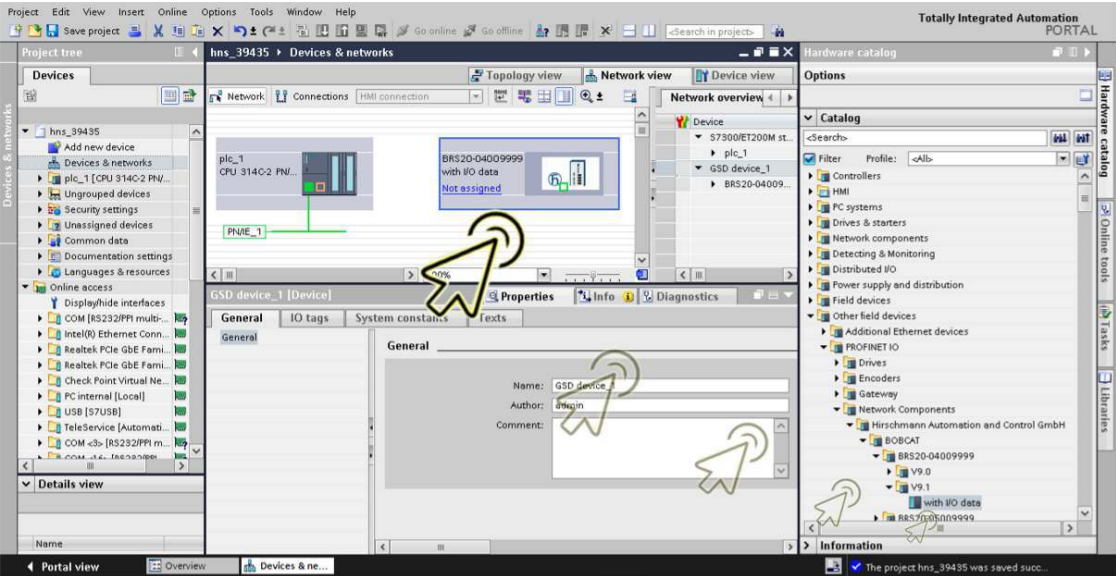 Project Edit View Insert Online Options Tools Window Help
Totally Integrated Automation
PORTAL
Save project
Go online
Go offline
<Search in project>
Project tree
hns_39435 ▸ Devices & networks
Hardware catalog
Devices
Topology view
Network view
Device view
Options
Network
Connections
HMI connection
Network overview
Catalog
Device
<Search>
S7300/ET200M st...
plc_1
GSD device_1
BRS20-04009...
Filter
Profile:
<All>
hns_39435
Add new device
Devices & networks
plc_1 [CPU 314C-2 PN/...
Ungrouped devices
Security settings
Unassigned devices
Common data
Documentation settings
Languages & resources
Online access
Display/hide interfaces
COM [RS232/PPI multi-...
Intel(R) Ethernet Conn...
Realtek PCIe GbE Fami...
Realtek PCIe GbE Fami...
Check Point Virtual Ne...
PC internal [Local]
USB [S7USB]
TeleService [Automati...
COM <3> [RS232/PPI m...
Details view
Name
plc_1
CPU 314C-2 PN/...
BRS20-04009999
with I/O data
Not assigned
PN/IE_1
GSD device_1 [Device]
Properties
Info
Diagnostics
General
IO tags
System constants
Texts
General
General
Name:
GSD device_1
Author:
admin
Comment:
Controllers
HMI
PC systems
Drives & starters
Network components
Detecting & Monitoring
Distributed I/O
Power supply and distribution
Field devices
Other field devices
Additional Ethernet devices
PROFINET IO
Drives
Encoders
Gateway
Network Components
Hirschmann Automation and Control GmbH
BOBCAT
BRS20-04009999
V9.0
V9.1
with I/O data
Information
Devices & networks
Hardware catalog
Online tools
Tasks
Libraries
Portal view
Overview
Devices & ne...
The project hns_39435 was saved succ...